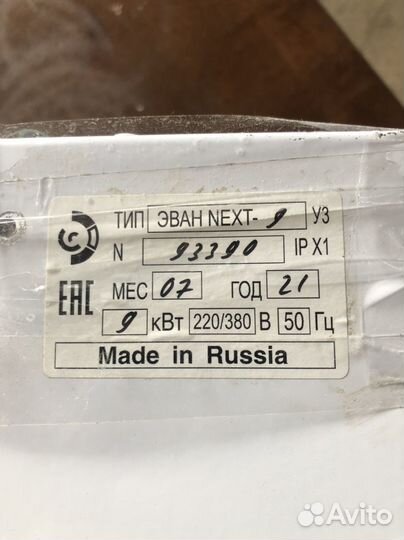 ТИП ЭВАН NEXT- 9 У3
N 93390 IP X1
ЕАС МЕС 07 ГОД 21
9 кВт 220/380 В 50 Гц
Made in Russia
Avito